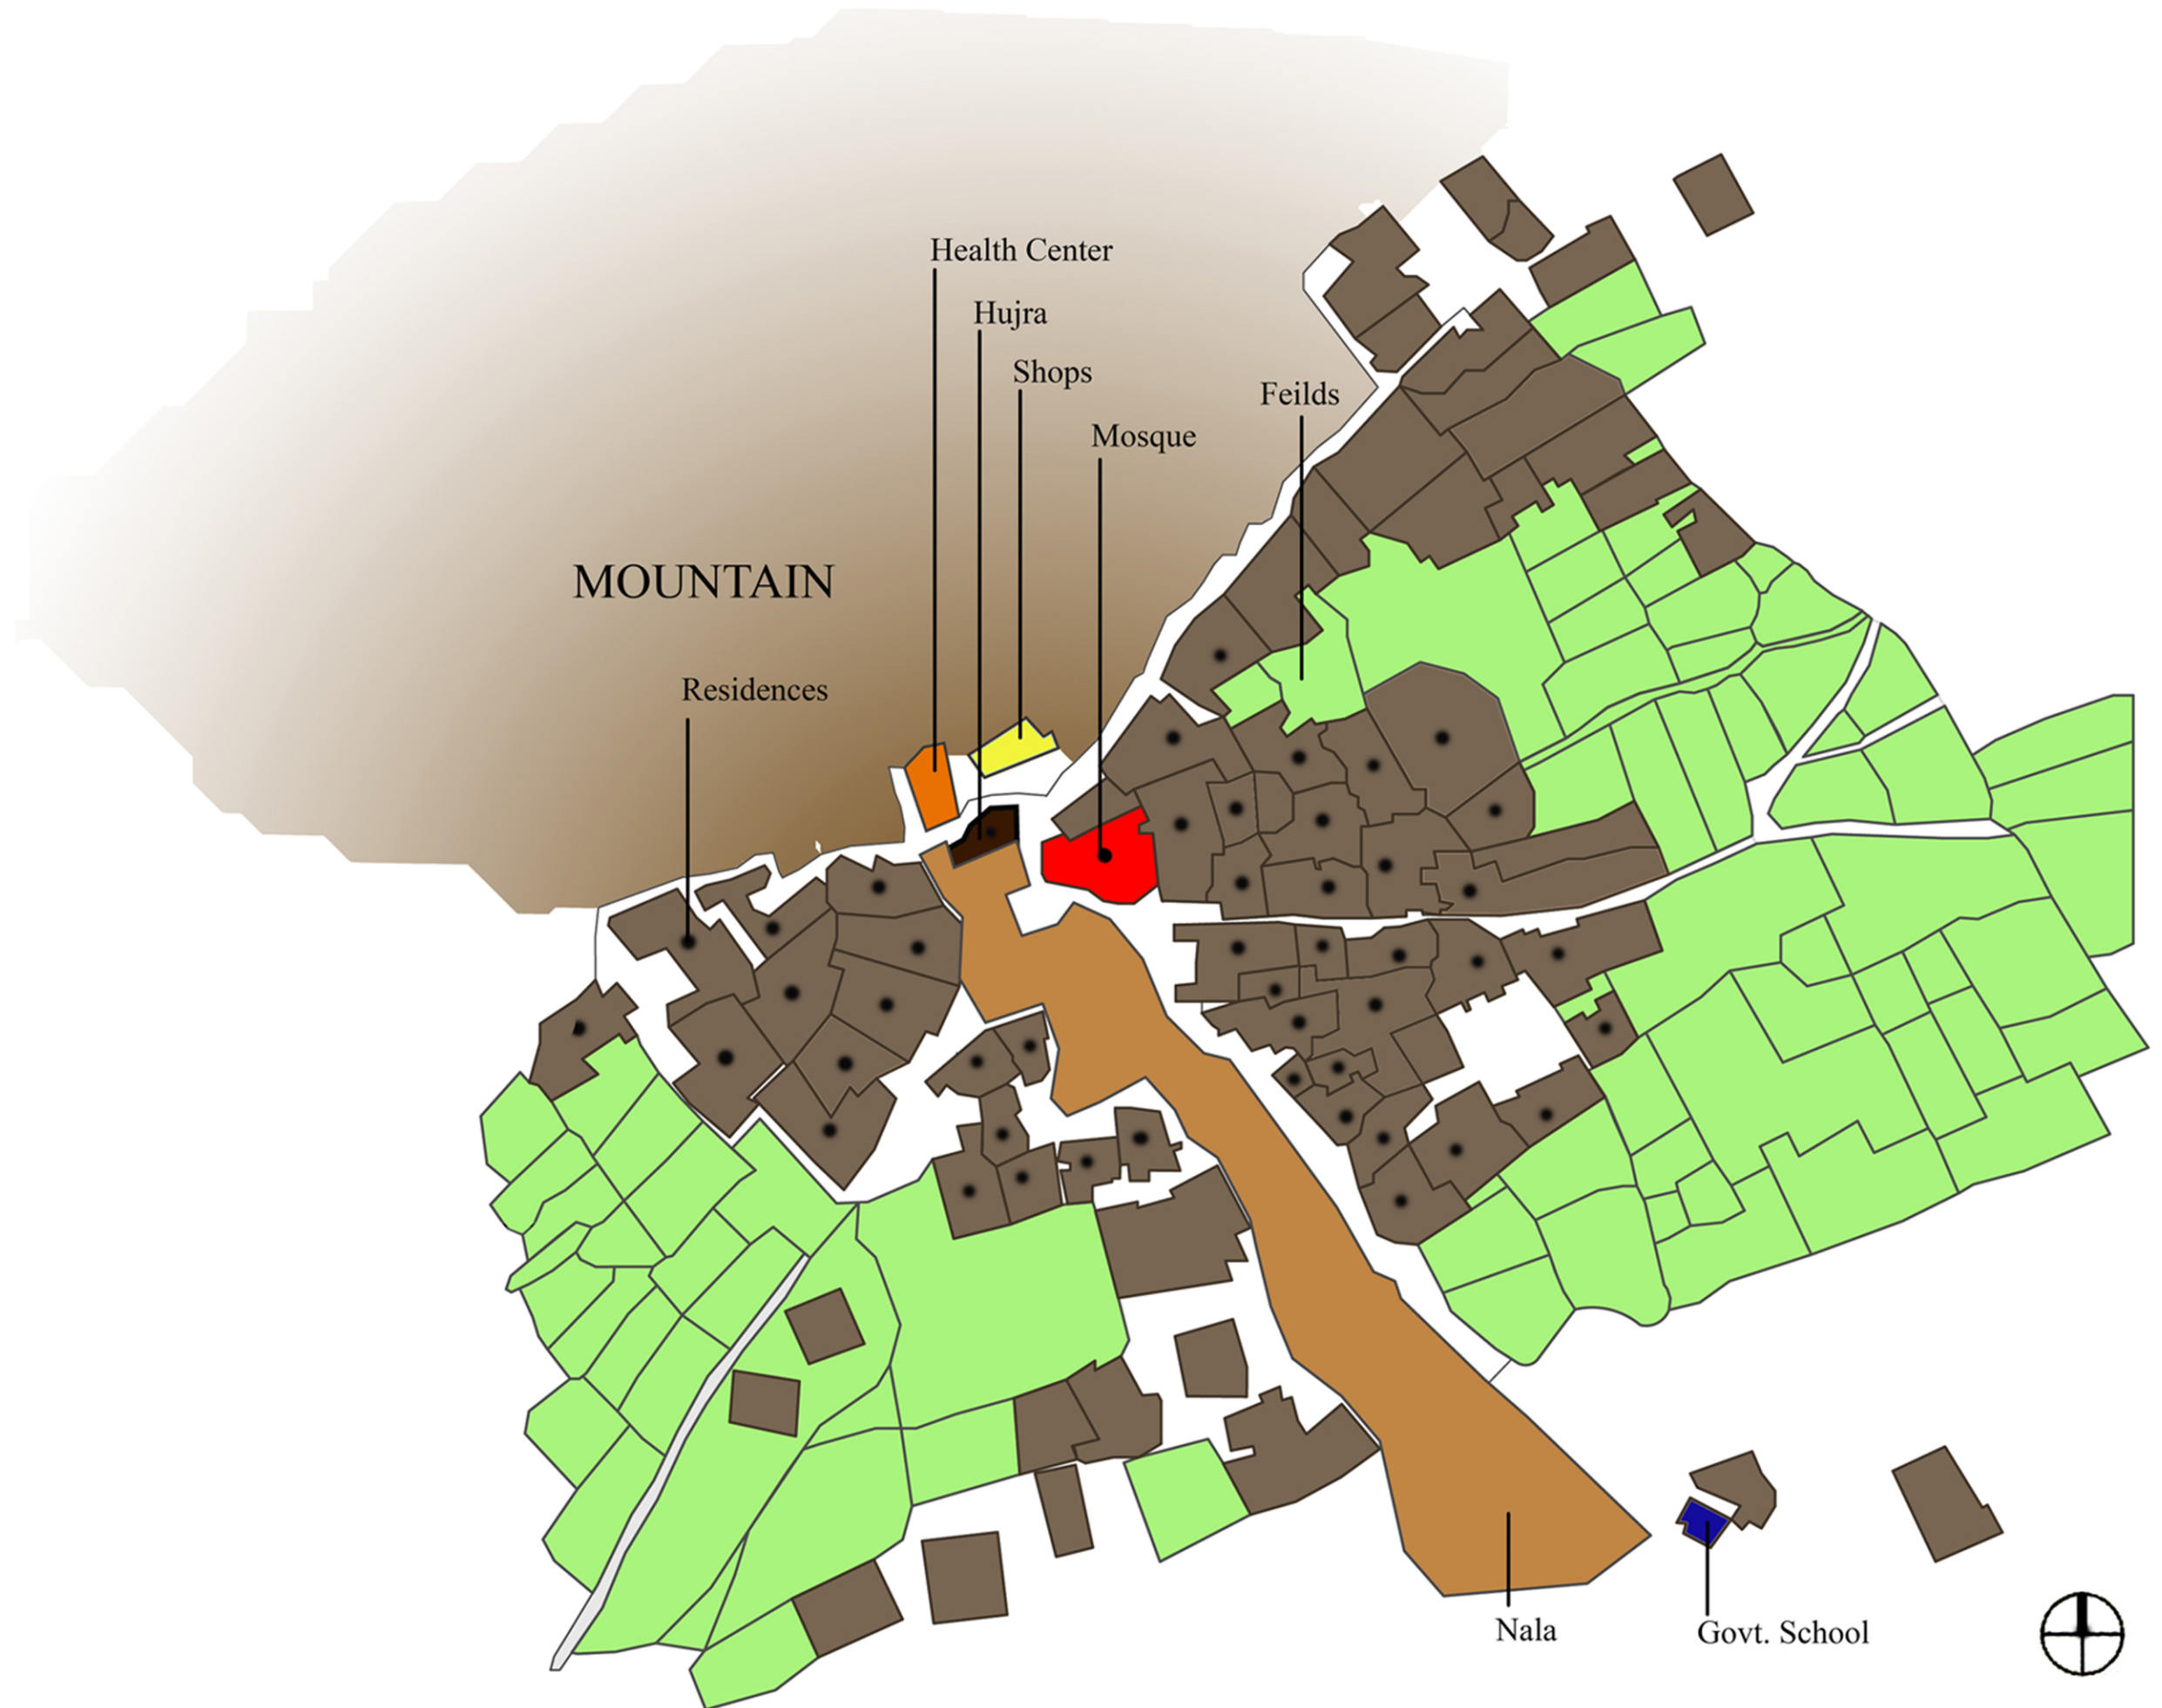 Health Center
Hujra
Shops
Feilds
Mosque
MOUNTAIN
Residences
Nala
Govt. School